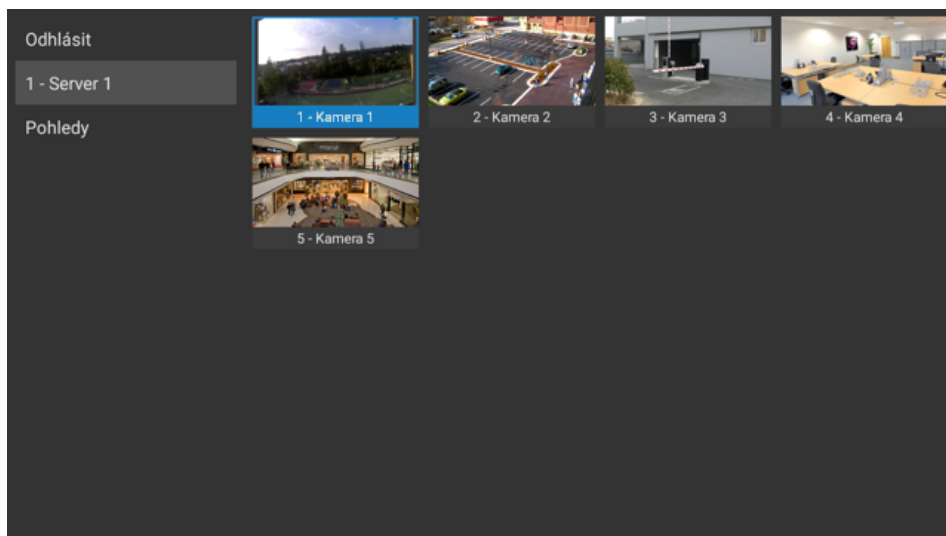 Odhlásit
1 - Server 1
Pohledy
1 - Kamera 1
2 - Kamera 2
3 - Kamera 3
4 - Kamera 4
macys
5 - Kamera 5